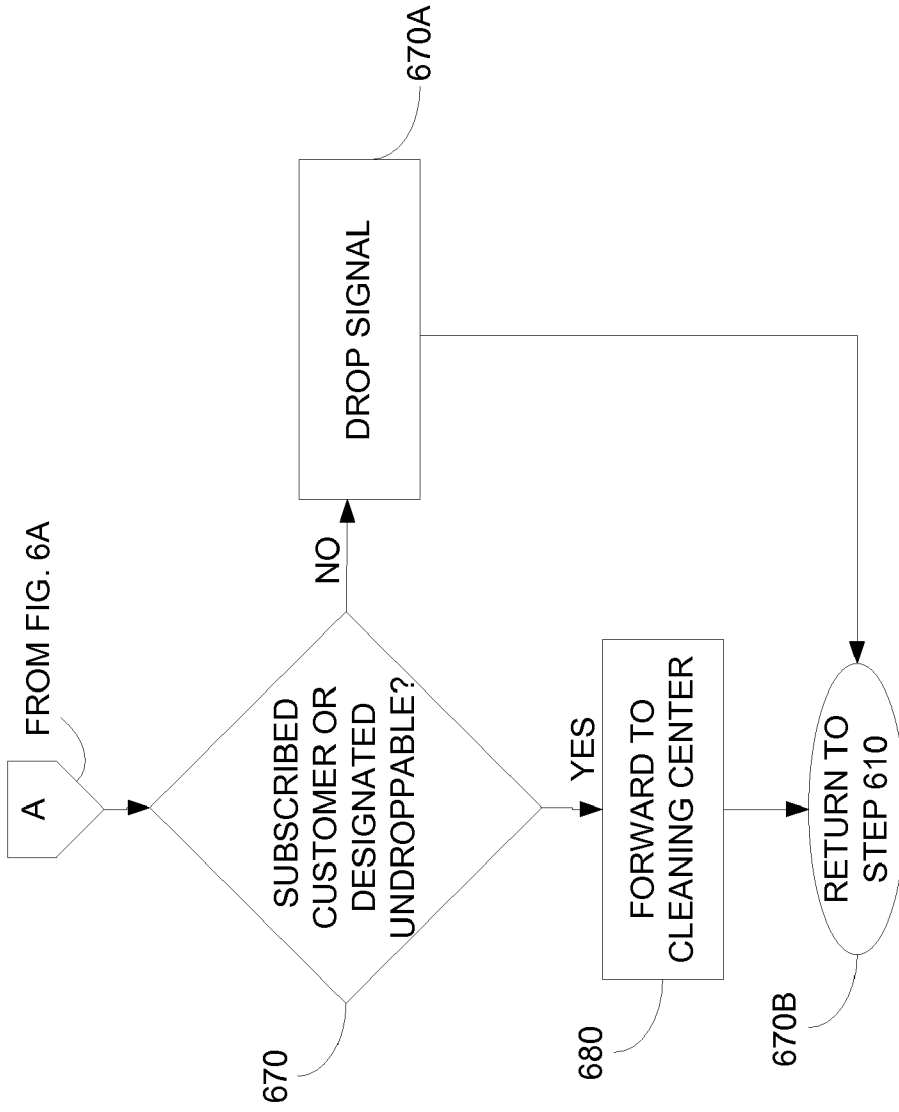 A
FROM FIG. 6A
SUBSCRIBED
CUSTOMER OR
DESIGNATED
UNDROPPABLE?
670
NO
DROP SIGNAL
670A
YES
FORWARD TO
CLEANING CENTER
680
RETURN TO
STEP 610
670B